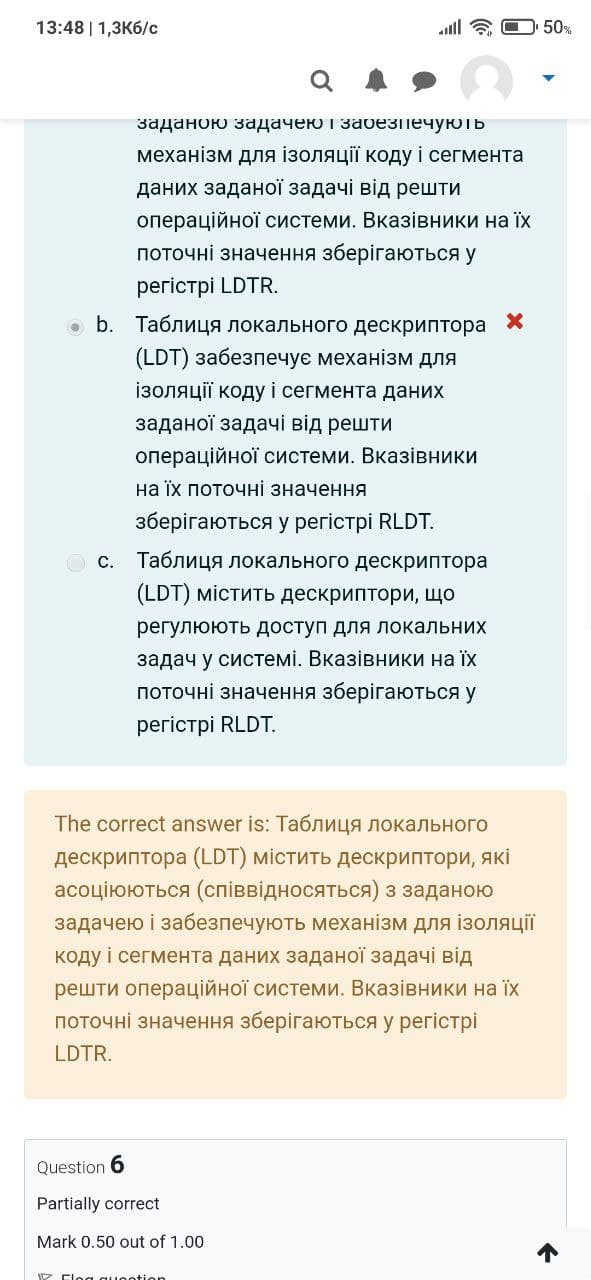 13:48 | 1,3Кб/с
50%
заданою задачею і забезпечують
механізм для ізоляції коду і сегмента
даних заданої задачі від решти
операційної системи. Вказівники на їх
поточні значення зберігаються у
регістрі LDTR.
b. Таблиця локального дескриптора
(LDT) забезпечує механізм для
ізоляції коду і сегмента даних
заданої задачі від решти
операційної системи. Вказівники
на їх поточні значення
зберігаються у регістрі RLDT.
c. Таблиця локального дескриптора
(LDT) містить дескриптори, що
регулюють доступ для локальних
задач у системі. Вказівники на їх
поточні значення зберігаються у
регістрі RLDT.
The correct answer is: Таблиця локального
дескриптора (LDT) містить дескриптори, які
асоціюються (співвідносяться) з заданою
задачею і забезпечують механізм для ізоляції
коду і сегмента даних заданої задачі від
решти операційної системи. Вказівники на їх
поточні значення зберігаються у регістрі
LDTR.
Question 6
Partially correct
Mark 0.50 out of 1.00
Flag question